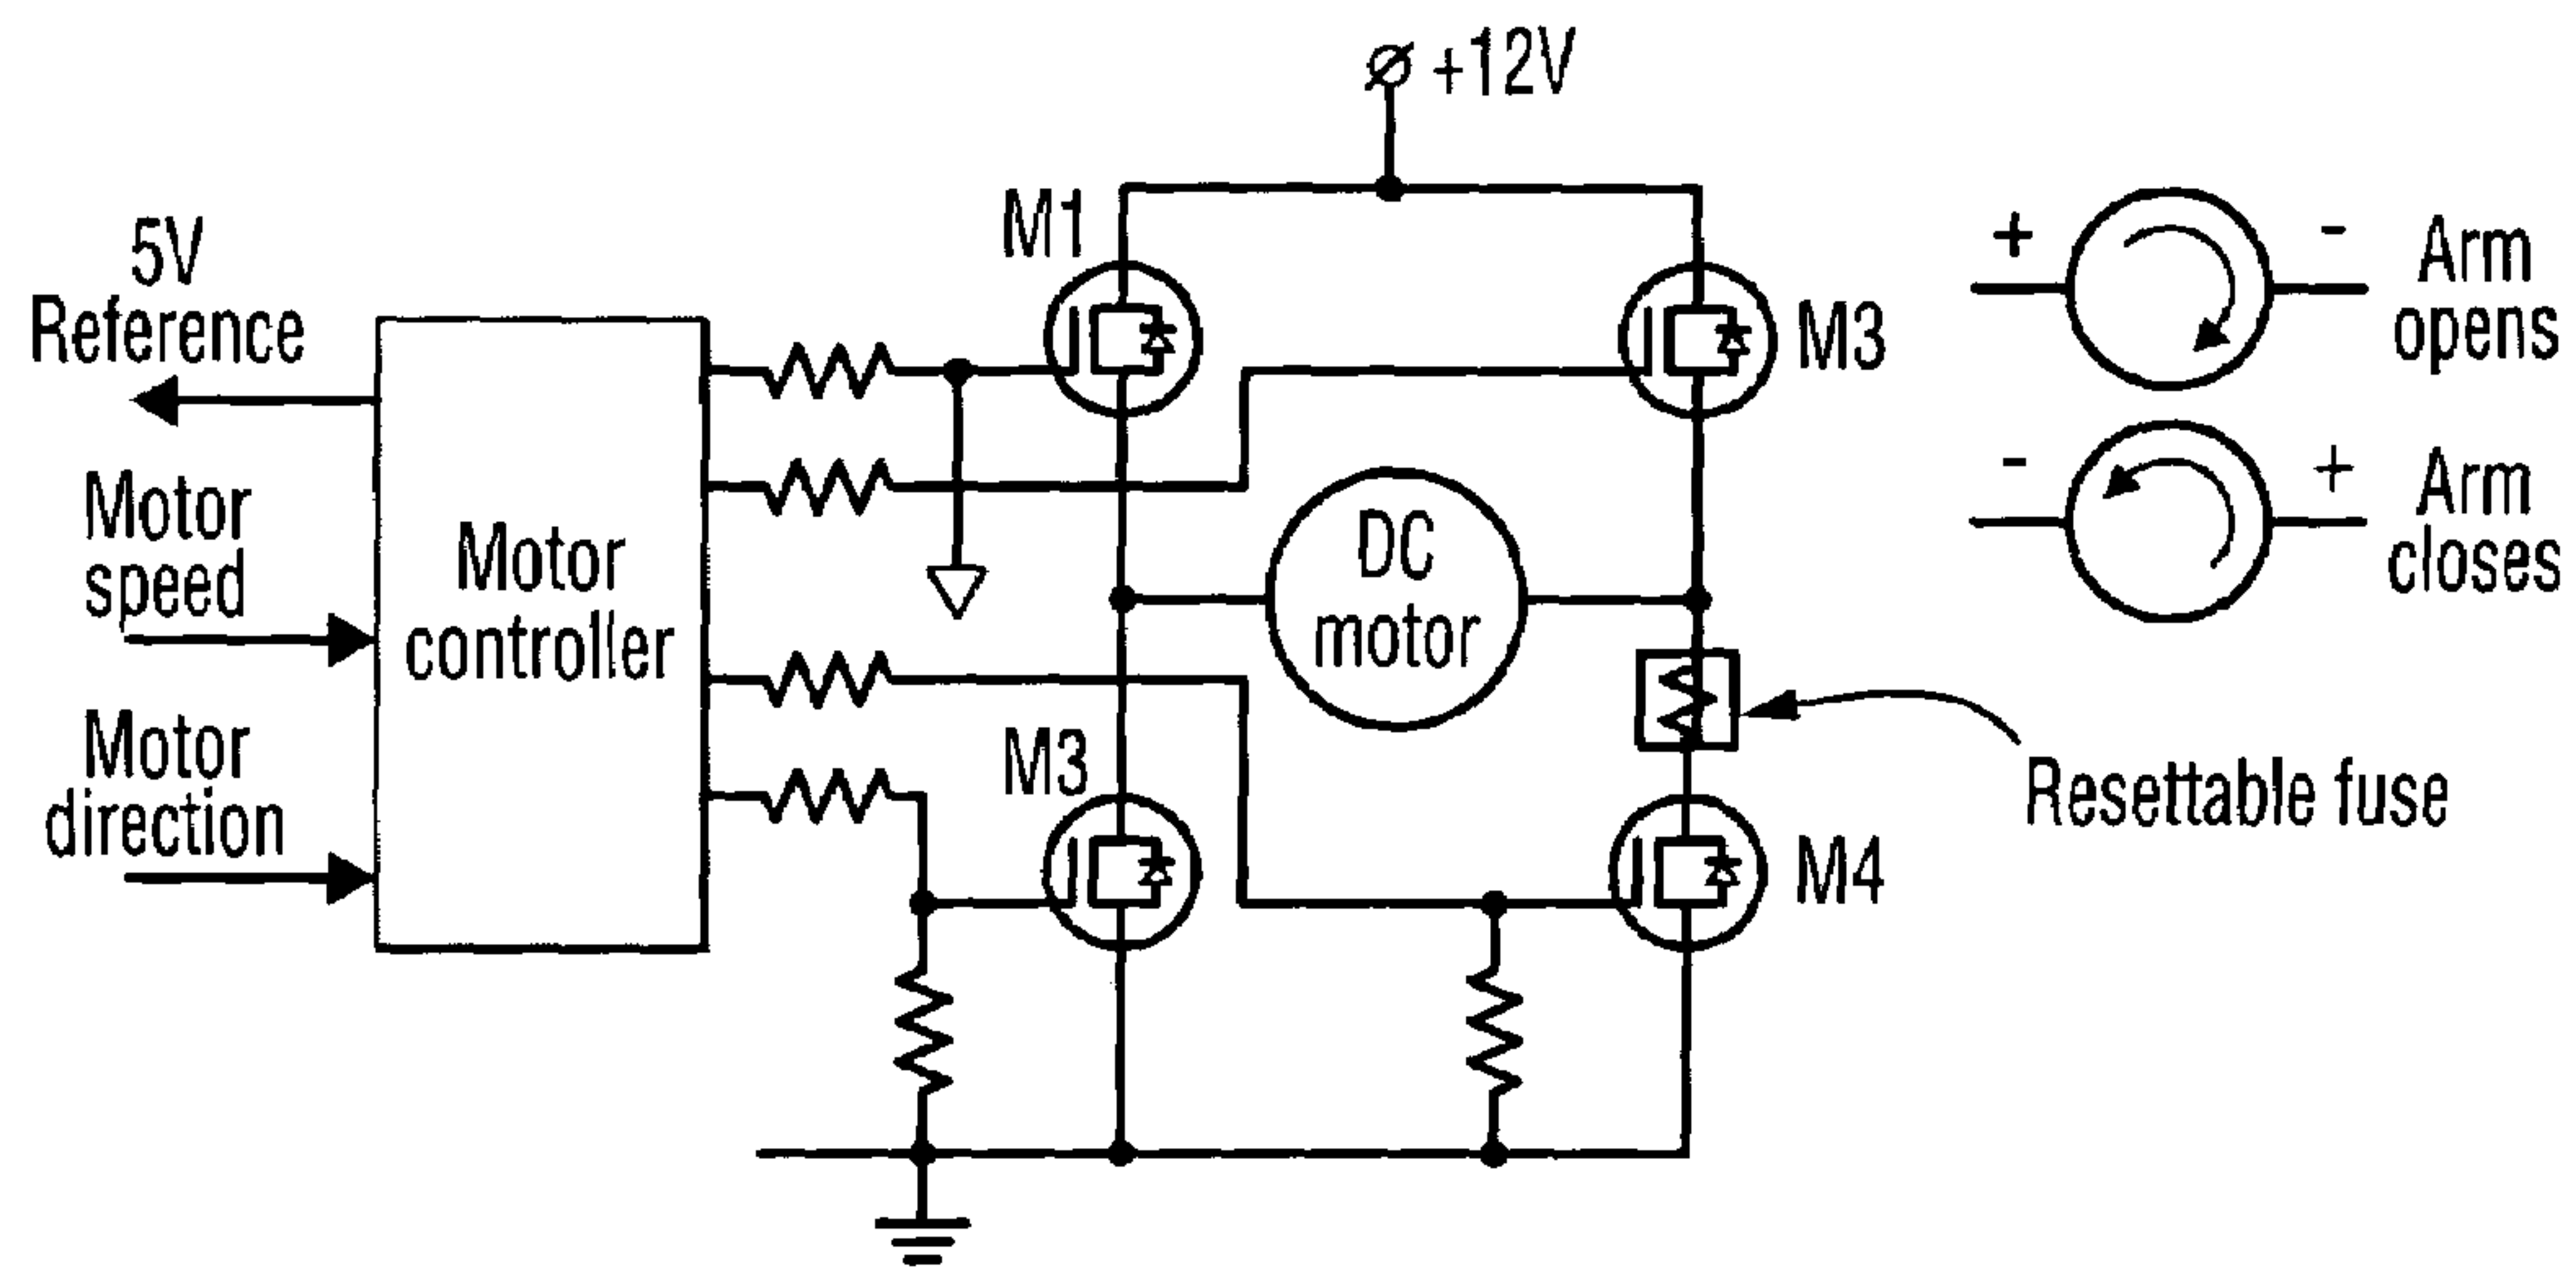 +12V
M1
5V
Reference
M3
+ -
Arm
opens
- +
Arm
closes
Motor
speed
Motor
controller
DC
motor
Motor
direction
M3
M4
Resettable fuse